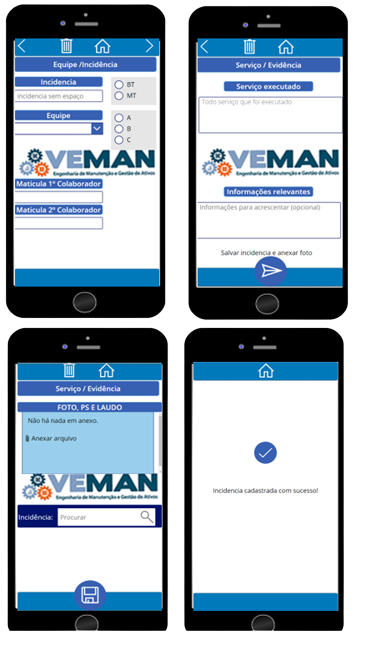 Equipe /Incidência
Incidencia
Incidencia sem espaço
BT
MT
Equipe
A
B
C
VEMAN
Engenharia de Manutenção e Gestão de Ativos
Maticula 1º Colaborador
Maticula 2º Colaborador
Serviço / Evidência
Serviço executado
Todo serviço que foi executado
VEMAN
Engenharia de Manutenção e Gestão de Ativos
Informações relevantes
Informações para acrescentar (opcional)
Salvar incidencia e anexar foto
Serviço / Evidência
FOTO, PS E LAUDO
Não há nada em anexo.
Anexar arquivo
VEMAN
Engenharia de Manutenção e Gestão de Ativos
Incidência: Procurar
Incidencia cadastrada com sucesso!